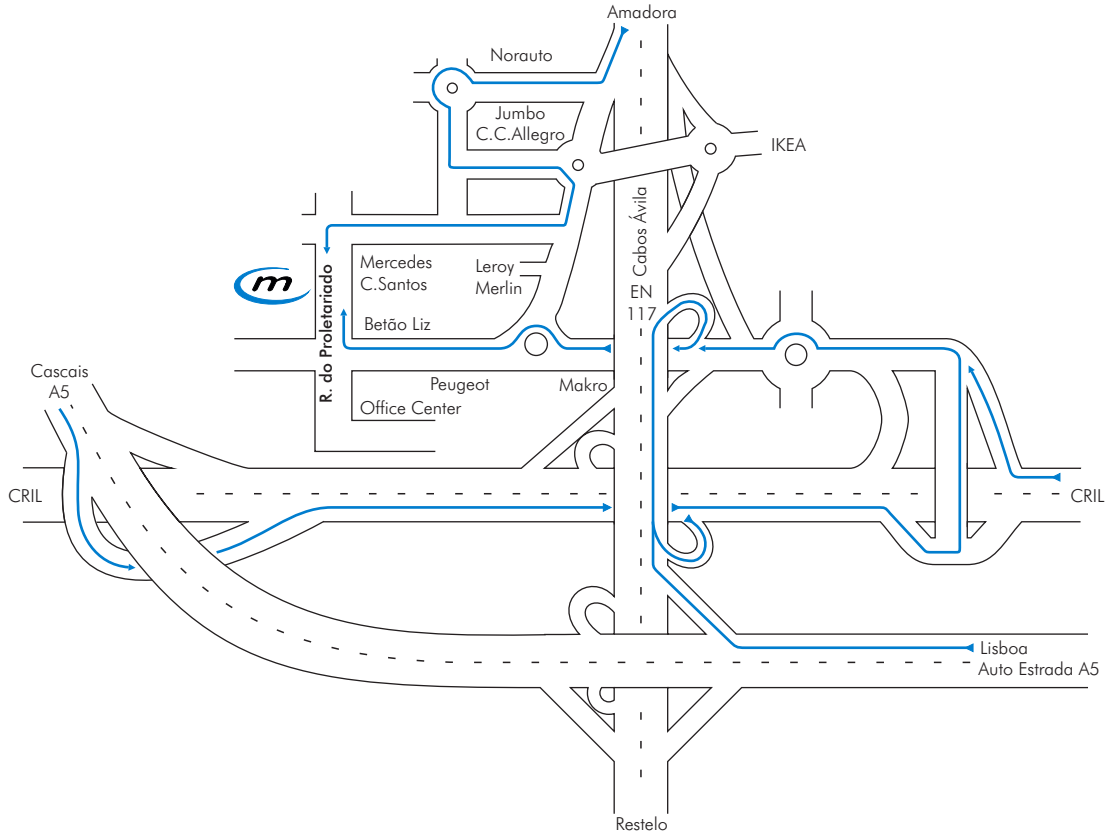 Amadora
Norauto
Jumbo
C.C.Allegro
IKEA
Cabos Ávila
EN
117
m
R. do Proletariado
Mercedes
C.Santos
Leroy
Merlin
Betão Liz
Cascais
A5
Peugeot
Makro
Office Center
CRIL
CRIL
Lisboa
Auto Estrada A5
Restelo